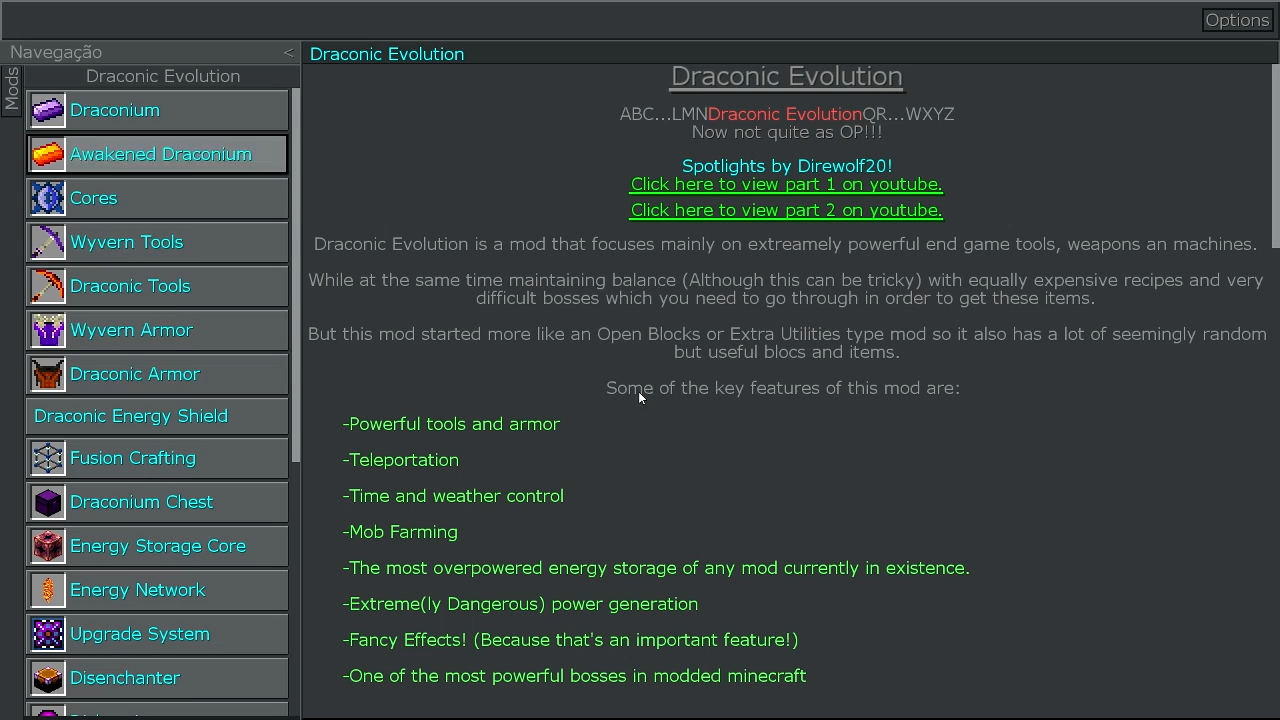 Options
Navegação <
Mods
Draconic Evolution
Draconium
Awakened Draconium
Cores
Wyvern Tools
Draconic Tools
Wyvern Armor
Draconic Armor
Draconic Energy Shield
Fusion Crafting
Draconium Chest
Energy Storage Core
Energy Network
Upgrade System
Disenchanter
Draconic Evolution
Draconic Evolution
ABC...LMNDraconic EvolutionQR...WXYZ
Now not quite as OP!!!
Spotlights by Direwolf20!
Click here to view part 1 on youtube.
Click here to view part 2 on youtube.
Draconic Evolution is a mod that focuses mainly on extreamely powerful end game tools, weapons an machines.
While at the same time maintaining balance (Although this can be tricky) with equally expensive recipes and very
difficult bosses which you need to go through in order to get these items.
But this mod started more like an Open Blocks or Extra Utilities type mod so it also has a lot of seemingly random
but useful blocs and items.
Some of the key features of this mod are:
-Powerful tools and armor
-Teleportation
-Time and weather control
-Mob Farming
-The most overpowered energy storage of any mod currently in existence.
-Extreme(ly Dangerous) power generation
-Fancy Effects! (Because that's an important feature!)
-One of the most powerful bosses in modded minecraft